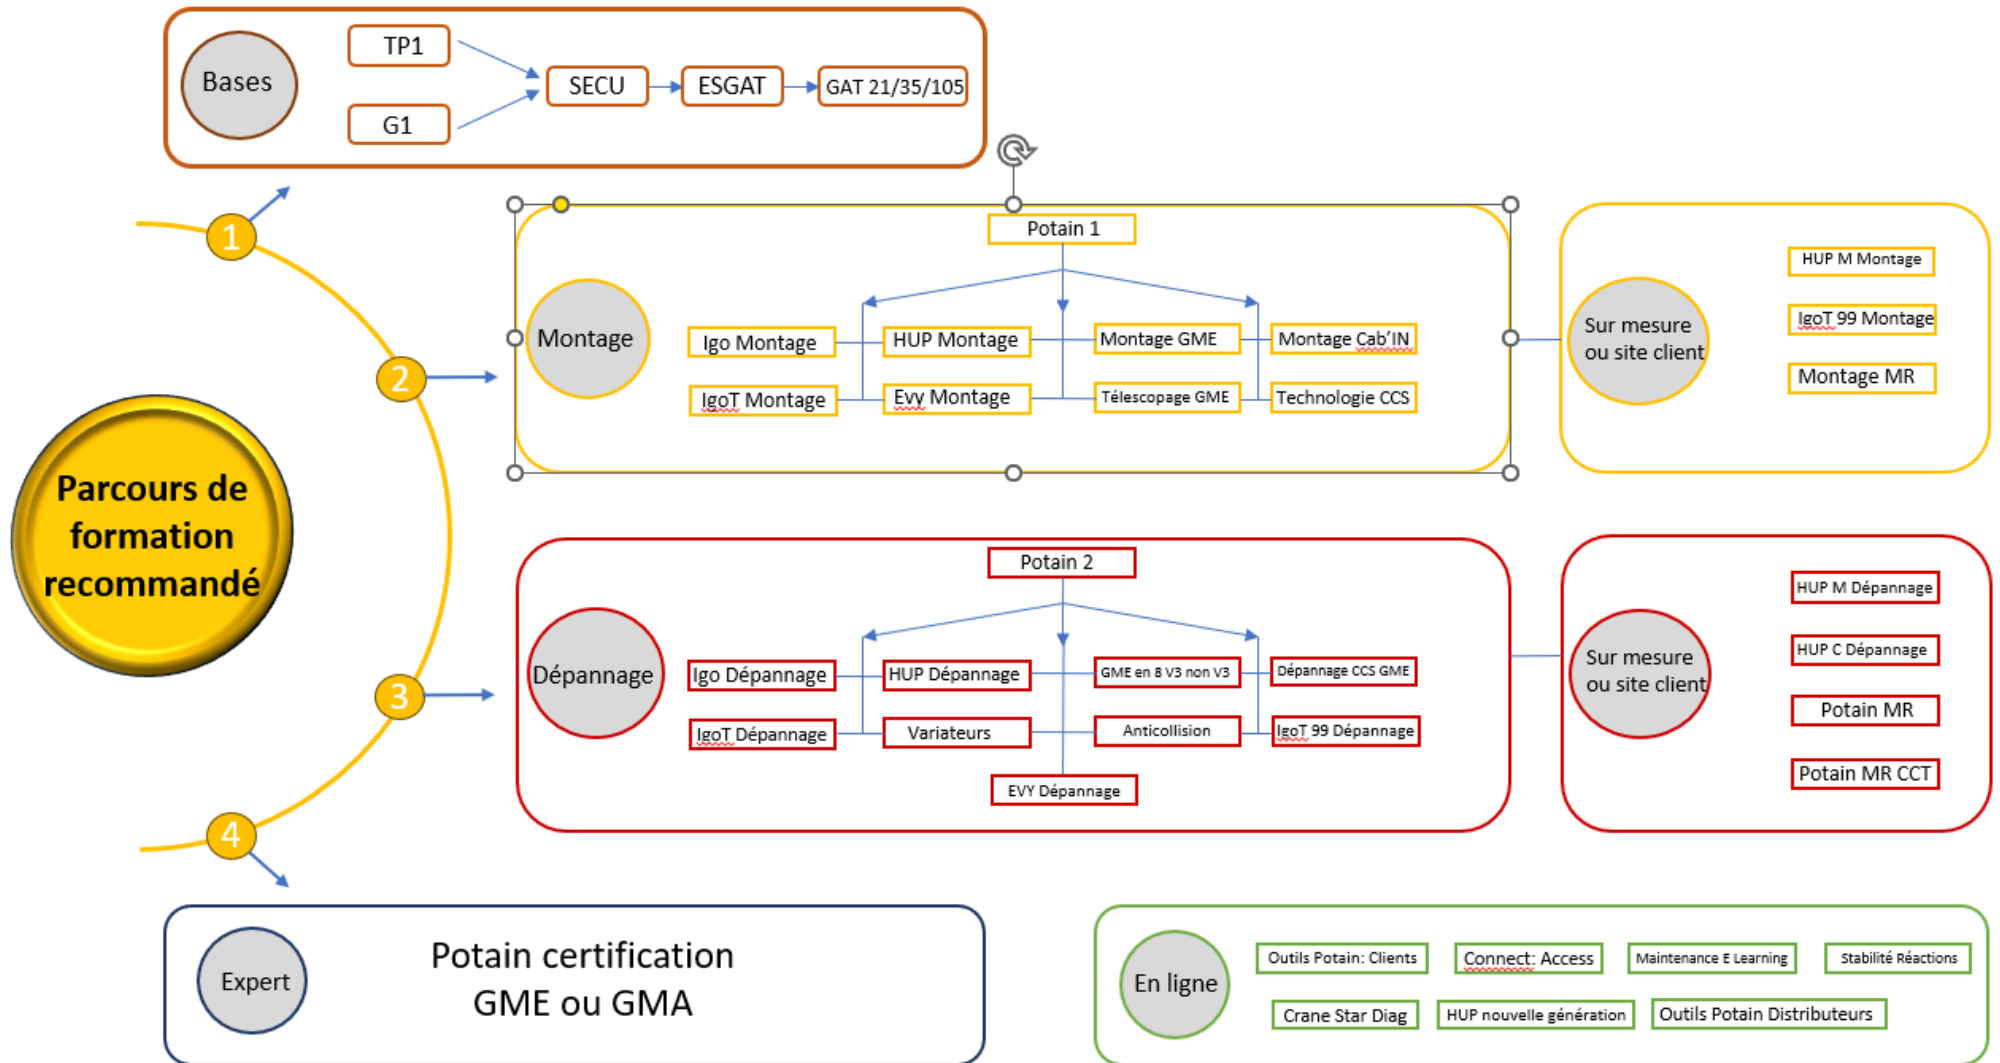 Bases
TP1
G1
SECU
ESGAT
GAT 21/35/105
1
2
3
4
Parcours de
formation
recommandé
Montage
Potain 1
Igo Montage
HUP Montage
Montage GME
Montage Cab'IN
IgoT Montage
Evy Montage
Télescopage GME
Technologie CCS
Sur mesure
ou site client
HUP M Montage
IgoT 99 Montage
Montage MR
Dépannage
Potain 2
Igo Dépannage
HUP Dépannage
GME en 8 V3 non V3
Dépannage CCS GME
IgoT Dépannage
Variateurs
Anticollision
IgoT 99 Dépannage
EVY Dépannage
Sur mesure
ou site client
HUP M Dépannage
HUP C Dépannage
Potain MR
Potain MR CCT
Expert
Potain certification
GME ou GMA
En ligne
Outils Potain: Clients
Connect: Access
Maintenance E Learning
Stabilité Réactions
Crane Star Diag
HUP nouvelle génération
Outils Potain Distributeurs